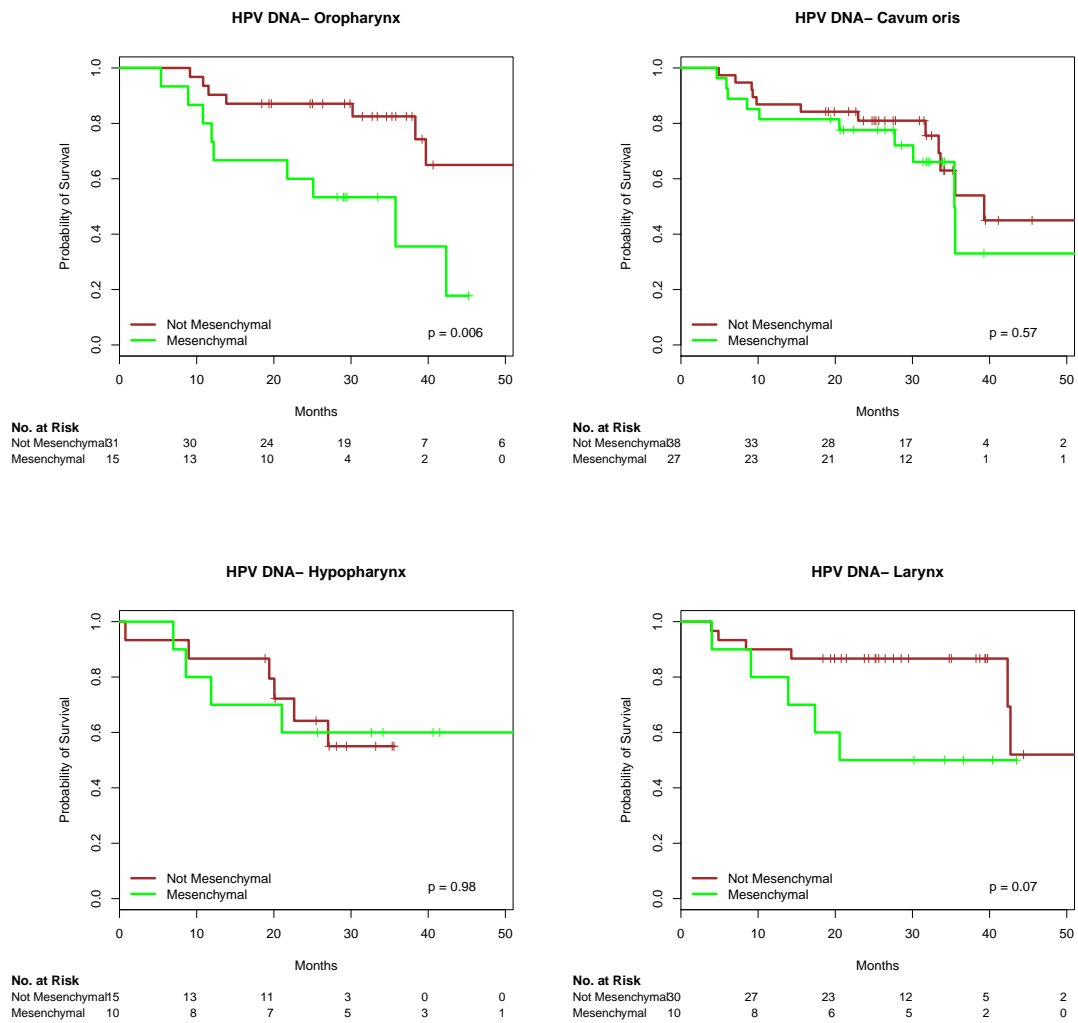 HPV DNA− Oropharynx
Probability of Survival
1.0
0.8
0.6
0.4
0.2
0.0
Not Mesenchymal
Mesenchymal
p = 0.006
0 10 20 30 40 50
Months
No. at Risk
Not Mesenchymal 31 30 24 19 7 6
Mesenchymal 15 13 10 4 2 0
HPV DNA− Cavum oris
Probability of Survival
1.0
0.8
0.6
0.4
0.2
0.0
Not Mesenchymal
Mesenchymal
p = 0.57
0 10 20 30 40 50
Months
No. at Risk
Not Mesenchymal 38 33 28 17 4 2
Mesenchymal 27 23 21 12 1 1
HPV DNA− Hypopharynx
Probability of Survival
1.0
0.8
0.6
0.4
0.2
0.0
Not Mesenchymal
Mesenchymal
p = 0.98
0 10 20 30 40 50
Months
No. at Risk
Not Mesenchymal 15 13 11 3 0 0
Mesenchymal 10 8 7 5 3 1
HPV DNA− Larynx
Probability of Survival
1.0
0.8
0.6
0.4
0.2
0.0
Not Mesenchymal
Mesenchymal
p = 0.07
0 10 20 30 40 50
Months
No. at Risk
Not Mesenchymal 30 27 23 12 5 2
Mesenchymal 10 8 6 5 2 0